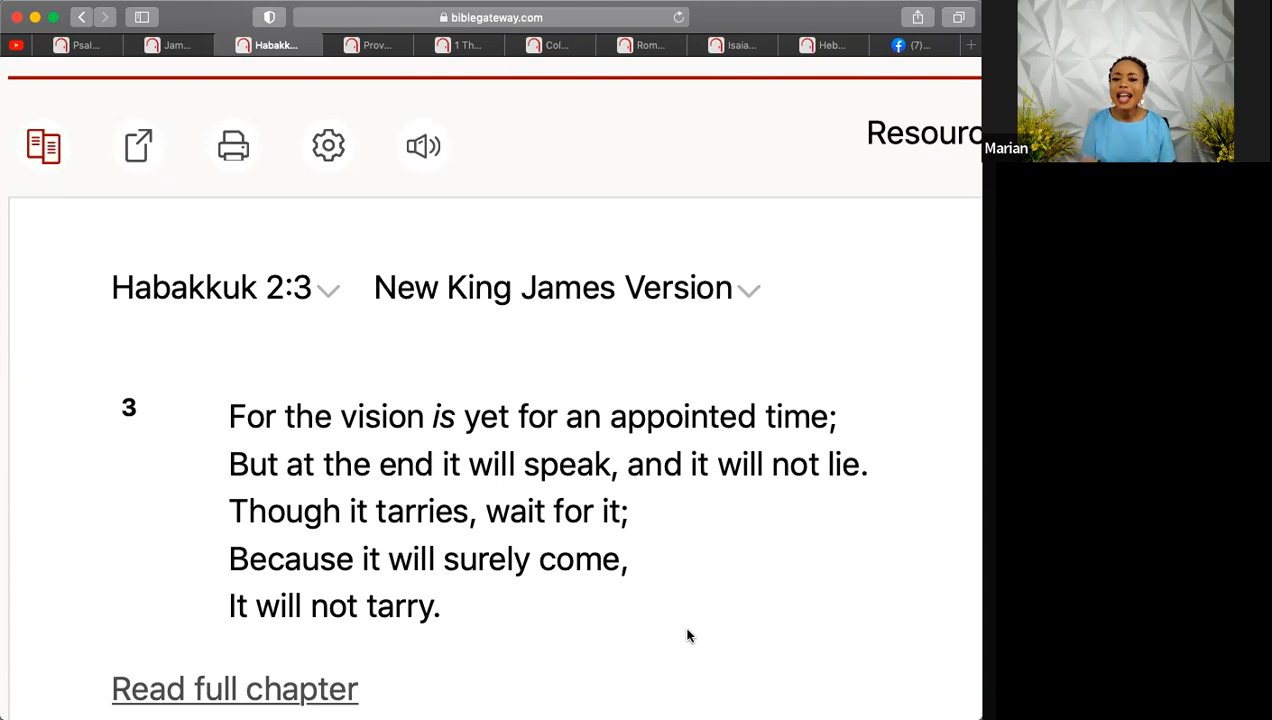 biblegateway.com
Psal... Jam... Habakk... Prov... 1 Th... Col... Rom... Isaia... Heb... (7)...
Resourc
Marian
Habakkuk 2:3 New King James Version
3 For the vision is yet for an appointed time;
But at the end it will speak, and it will not lie.
Though it tarries, wait for it;
Because it will surely come,
It will not tarry.
Read full chapter